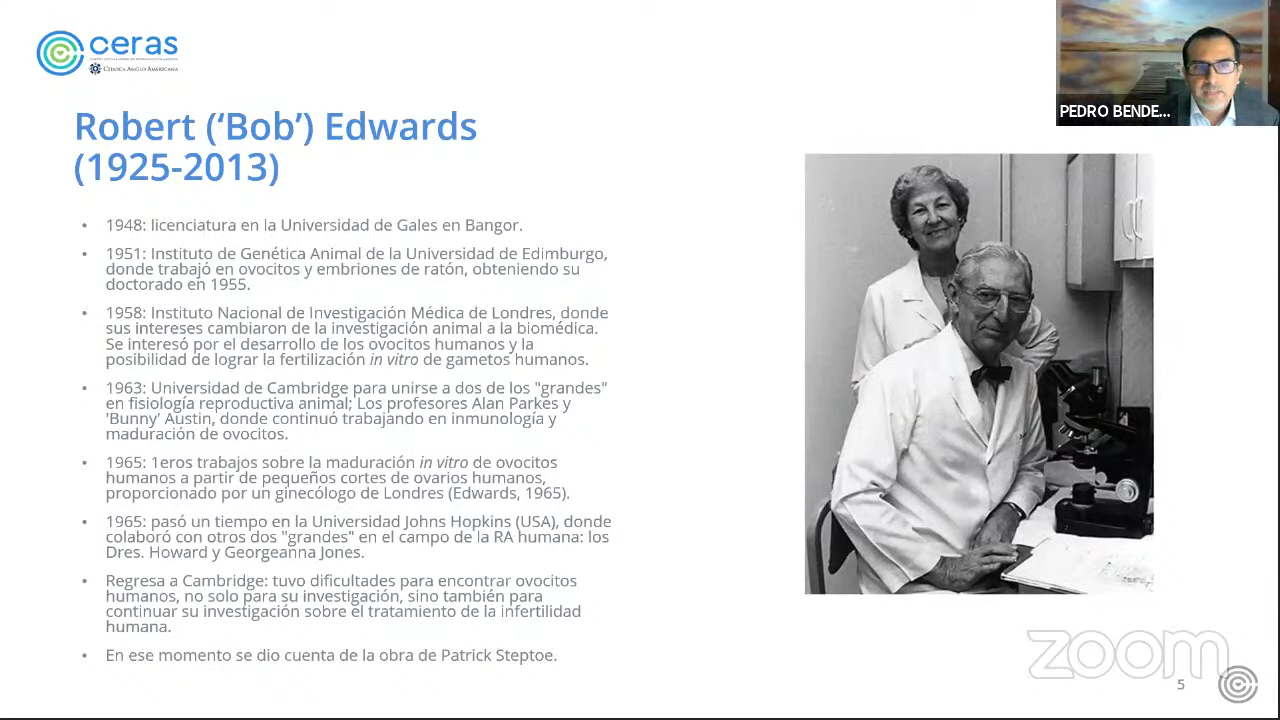 ceras
CLÍNICA ANGLO AMERICANA
PEDRO BENDE...
Robert (‘Bob’) Edwards
(1925-2013)
• 1948: licenciatura en la Universidad de Gales en Bangor.
• 1951: Instituto de Genética Animal de la Universidad de Edimburgo,
donde trabajó en ovocitos y embriones de ratón, obteniendo su
doctorado en 1955.
• 1958: Instituto Nacional de Investigación Médica de Londres, donde
sus intereses cambiaron de la investigación animal a la biomédica.
Se interesó por el desarrollo de los ovocitos humanos y la
posibilidad de lograr la fertilización in vitro de gametos humanos.
• 1963: Universidad de Cambridge para unirse a dos de los "grandes"
en fisiología reproductiva animal; Los profesores Alan Parkes y
'Bunny' Austin, donde continuó trabajando en inmunología y
maduración de ovocitos.
• 1965: 1eros trabajos sobre la maduración in vitro de ovocitos
humanos a partir de pequeños cortes de ovarios humanos,
proporcionado por un ginecólogo de Londres (Edwards, 1965).
• 1965: pasó un tiempo en la Universidad Johns Hopkins (USA), donde
colaboró con otros dos "grandes" en el campo de la RA humana: los
Dres. Howard y Georgeanna Jones.
• Regresa a Cambridge: tuvo dificultades para encontrar ovocitos
humanos, no solo para su investigación, sino también para
continuar su investigación sobre el tratamiento de la infertilidad
humana.
• En ese momento se dio cuenta de la obra de Patrick Steptoe.
zoom
5